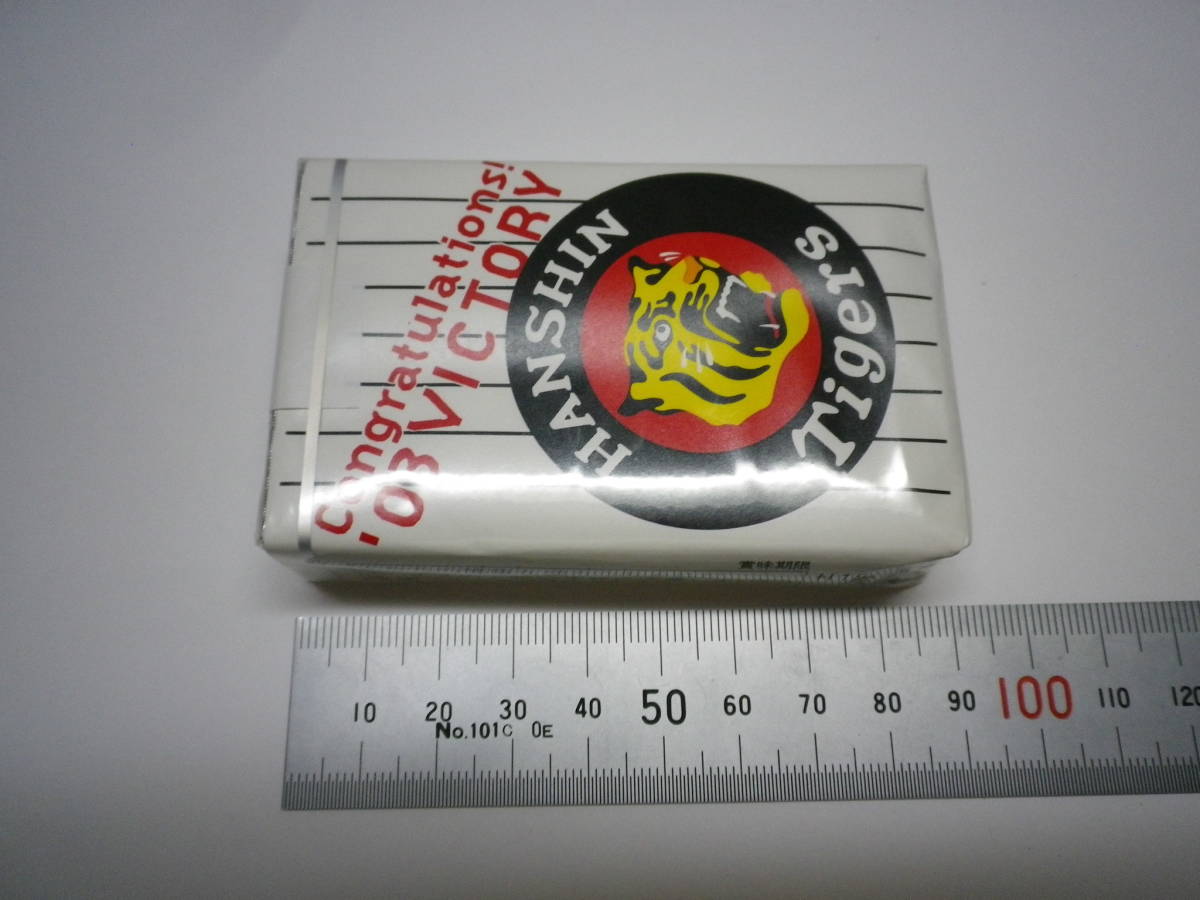 Congratulations!
'03 VICTORY
HANSHIN
Tigers
賞味期限
10 20 30 40 50 60 70 80 90 100 110 120
No.101C 0E